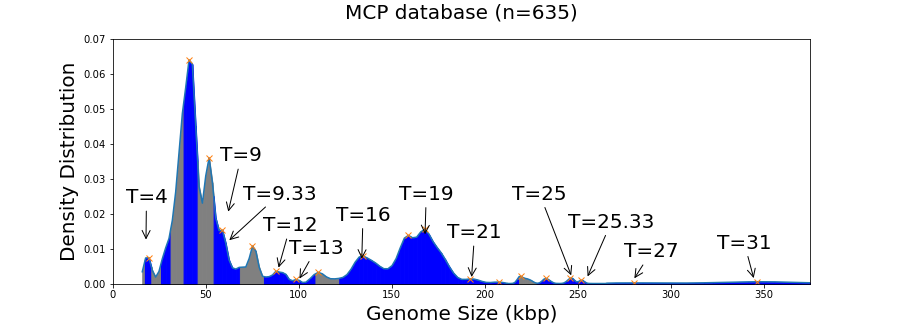 MCP database (n=635)
0.07
0.06
0.05
0.04
0.03
0.02
0.01
0.00
Density Distribution
T=4
T=9
T=9.33
T=12
T=13
T=16
T=19
T=21
T=25
T=25.33
T=27
T=31
0 50 100 150 200 250 300 350
Genome Size (kbp)